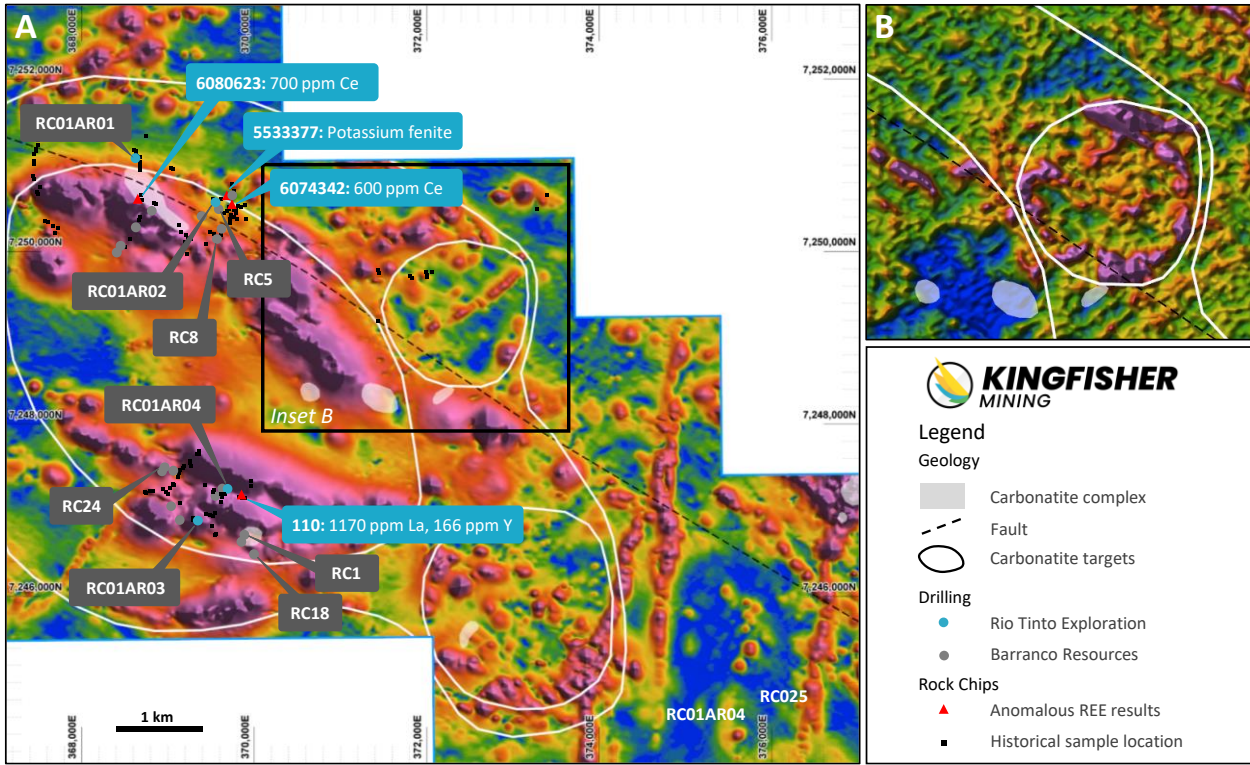 A
368,000E
370,000E
372,000E
374,000E
376,000E
7,252,000N
7,252,000N
6080623: 700 ppm Ce
RC01AR01
5533377: Potassium fenite
6074342: 600 ppm Ce
7,250,000N
7,250,000N
RC01AR02
RC5
RC8
Inset B
RC01AR04
7,248,000N
7,248,000N
RC24
110: 1170 ppm La, 166 ppm Y
RC01AR03
RC1
RC18
7,246,000N
7,246,000N
RC025
RC01AR04
1 km
368,000E
370,000E
372,000E
374,000E
376,000E
B
KINGFISHER
MINING
Legend
Geology
Carbonatite complex
Fault
Carbonatite targets
Drilling
Rio Tinto Exploration
Barranco Resources
Rock Chips
Anomalous REE results
Historical sample location